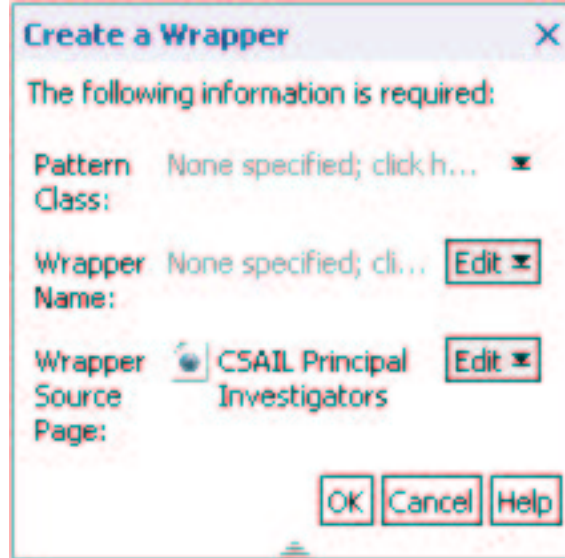 Create a Wrapper
The following information is required:
Pattern Class:
None specified; click h...
Wrapper Name:
None specified; cli...
Edit
Wrapper Source Page:
CSAIL Principal Investigators
Edit
OK Cancel Help